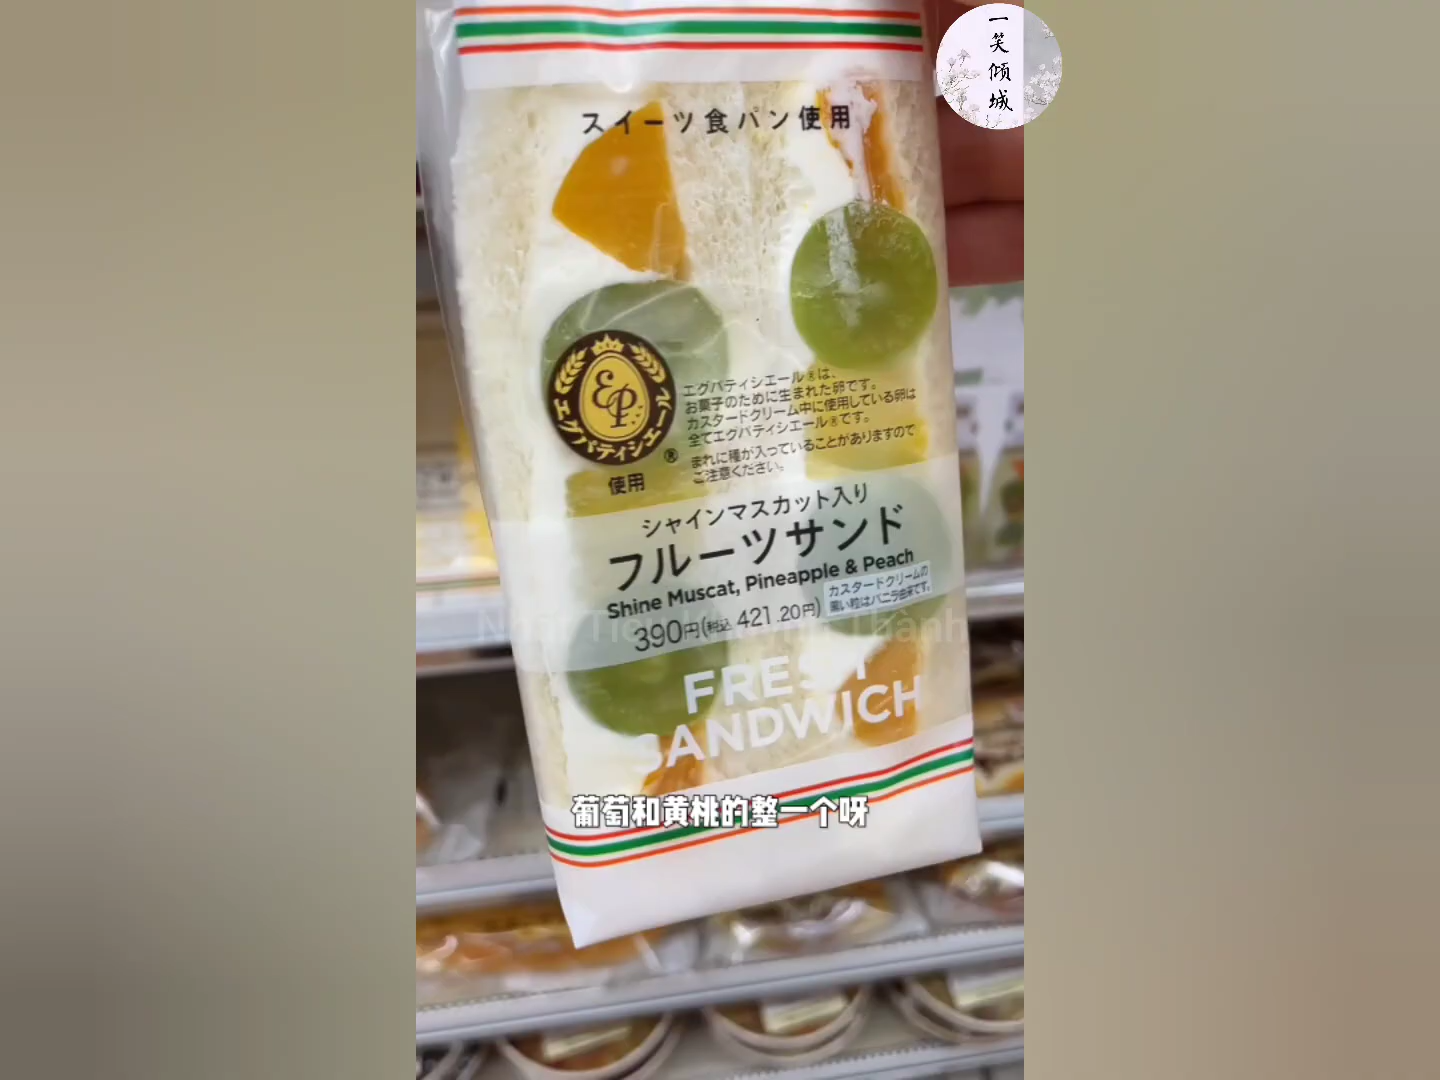 一笑倾城
スイーツ食パン使用
EP
エグパティシエール
®
使用
エグパティシエール®は、
お菓子のために生まれた卵です。
カスタードクリーム中に使用している卵は
全てエグパティシエール®です。
まれに種が入っていることがありますので
ご注意ください。
シャインマスカット入り
フルーツサンド
Shine Muscat, Pineapple & Peach
390円(税込 421.20円)
カスタードクリームの
黒い粒はバニラ由来です。
FRESH
SANDWICH
葡萄和黄桃的整一个呀